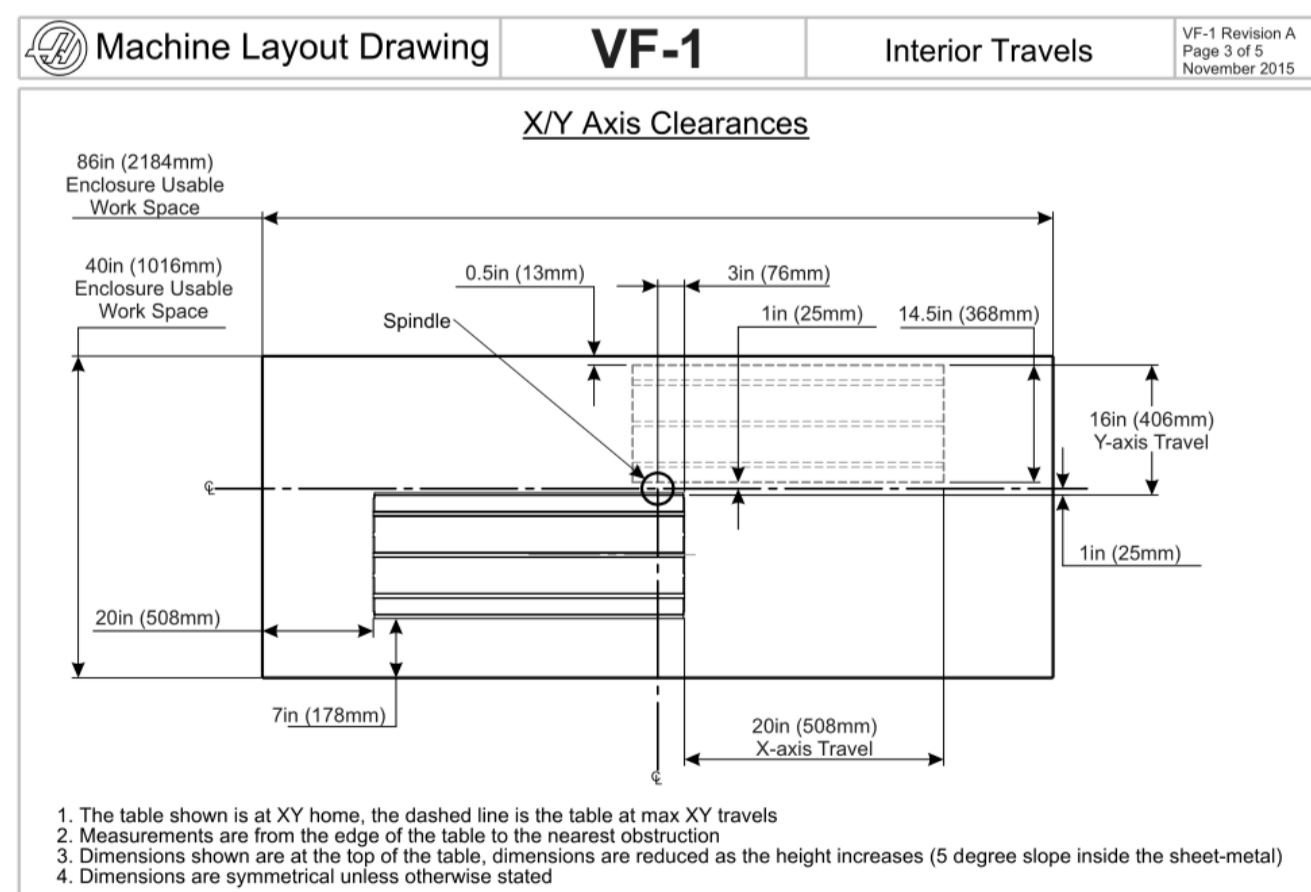 Machine Layout Drawing
VF-1
Interior Travels
VF-1 Revision A
Page 3 of 5
November 2015
X/Y Axis Clearances
86in (2184mm)
Enclosure Usable
Work Space
40in (1016mm)
Enclosure Usable
Work Space
0.5in (13mm)
3in (76mm)
Spindle
1in (25mm)
14.5in (368mm)
16in (406mm)
Y-axis Travel
℄
1in (25mm)
20in (508mm)
7in (178mm)
20in (508mm)
X-axis Travel
℄
1. The table shown is at XY home, the dashed line is the table at max XY travels
2. Measurements are from the edge of the table to the nearest obstruction
3. Dimensions shown are at the top of the table, dimensions are reduced as the height increases (5 degree slope inside the sheet-metal)
4. Dimensions are symmetrical unless otherwise stated